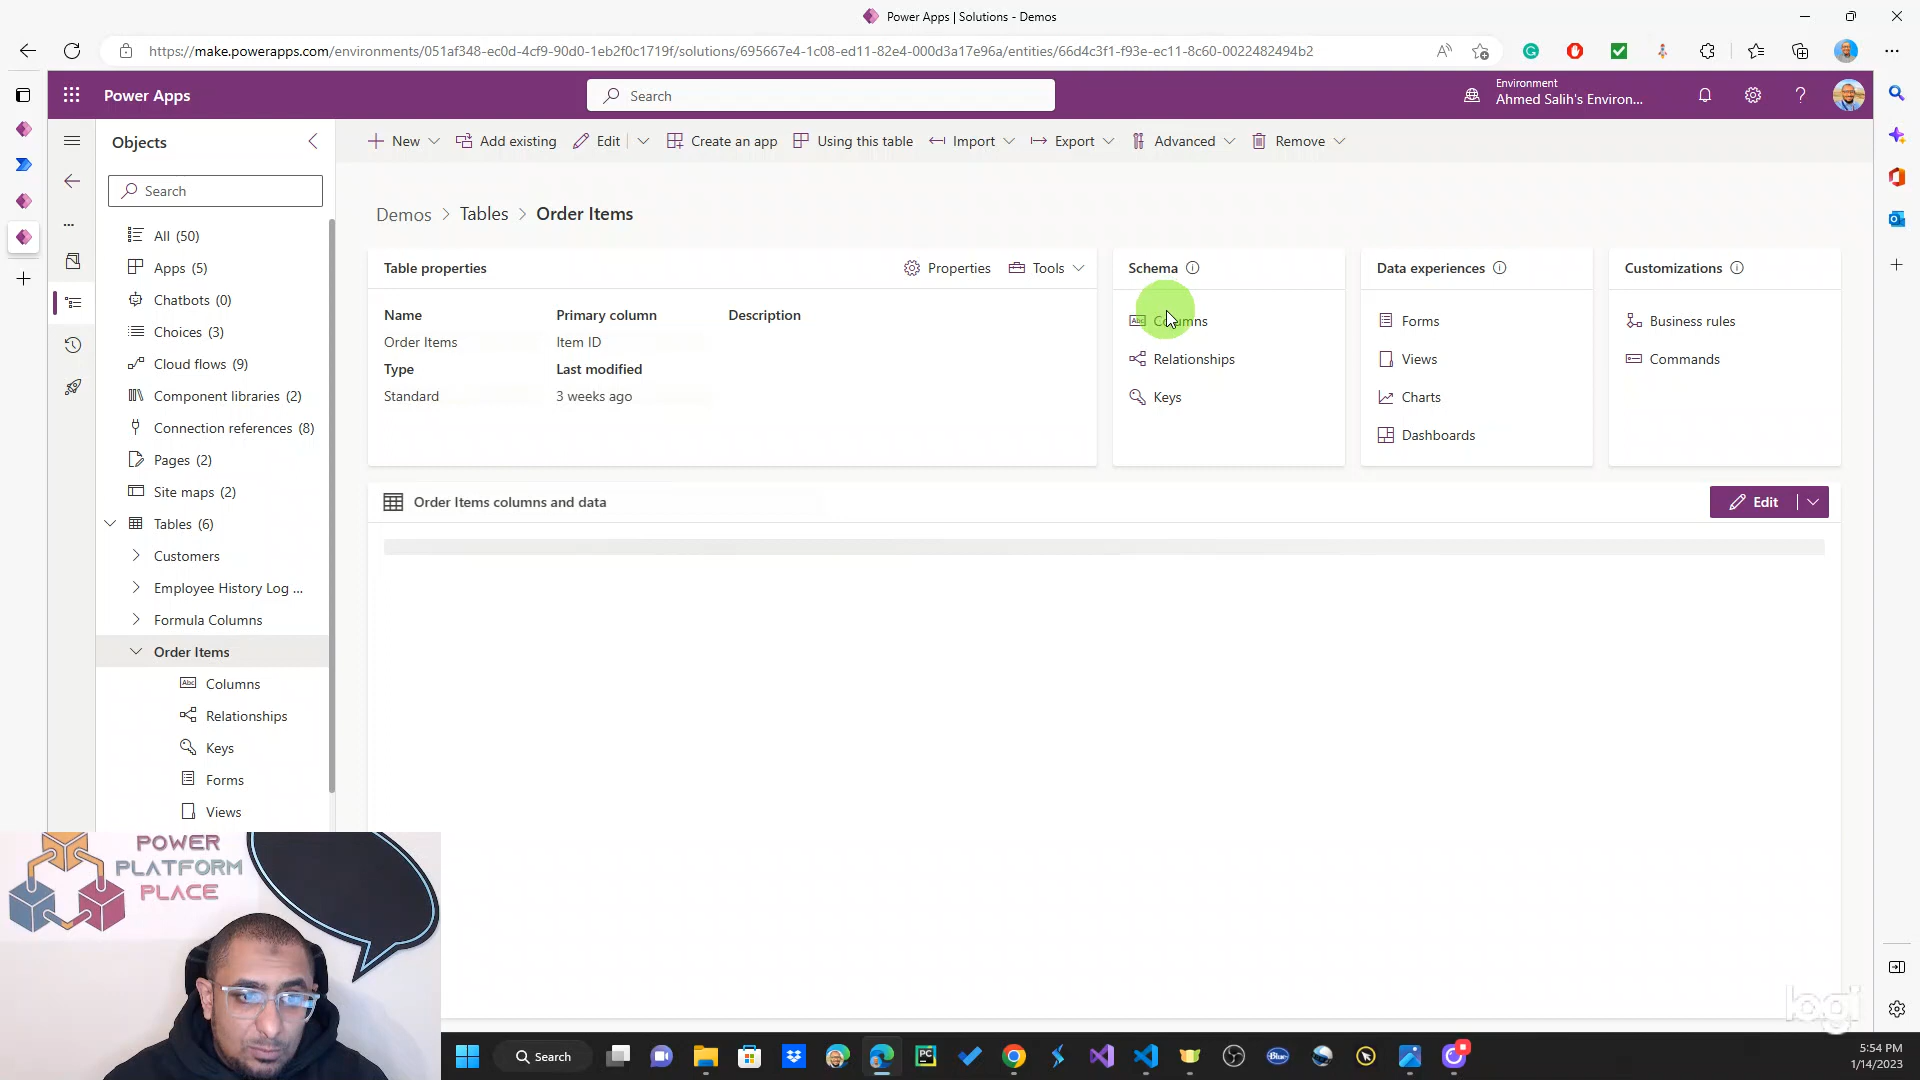 Power Apps | Solutions - Demos
https://make.powerapps.com/environments/051af348-ec0d-4cf9-90d0-1eb2f0c1719f/solutions/695667e4-1c08-ed11-82e4-000d3a17e96a/entities/66d4c3f1-f93e-ec11-8c60-0022482494b2
Power Apps
Search
Environment
Ahmed Salih's Environ...
Objects
New
Add existing
Edit
Create an app
Using this table
Import
Export
Advanced
Remove
Search
All (50)
Apps (5)
Chatbots (0)
Choices (3)
Cloud flows (9)
Component libraries (2)
Connection references (8)
Pages (2)
Site maps (2)
Tables (6)
Customers
Employee History Log ...
Formula Columns
Order Items
Columns
Relationships
Keys
Forms
Views
Demos > Tables > Order Items
Table properties
Properties
Tools
Name
Primary column
Description
Order Items
Item ID
Type
Last modified
Standard
3 weeks ago
Schema
Columns
Relationships
Keys
Data experiences
Forms
Views
Charts
Dashboards
Customizations
Business rules
Commands
Order Items columns and data
Edit
POWER
PLATFORM
PLACE
logi
Search
PC
Blue
5:54 PM
1/14/2023